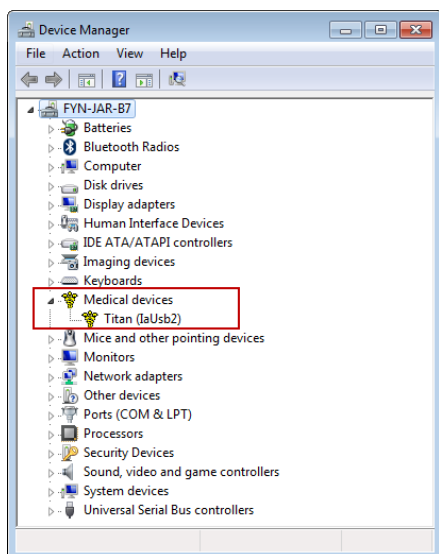 Device Manager
File Action View Help
FYN-JAR-B7
Batteries
Bluetooth Radios
Computer
Disk drives
Display adapters
Human Interface Devices
IDE ATA/ATAPI controllers
Imaging devices
Keyboards
Medical devices
Titan (IaUsb2)
Mice and other pointing devices
Monitors
Network adapters
Other devices
Ports (COM & LPT)
Processors
Security Devices
Sound, video and game controllers
System devices
Universal Serial Bus controllers